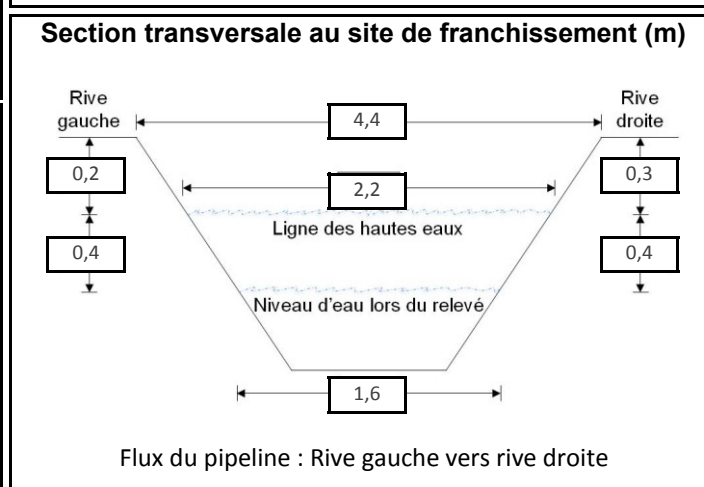 Section transversale au site de franchissement (m)
Rive
gauche
4,4
Rive
droite
0,2
2,2
0,3
Ligne des hautes eaux
0,4
0,4
Niveau d'eau lors du relevé
1,6
Flux du pipeline : Rive gauche vers rive droite